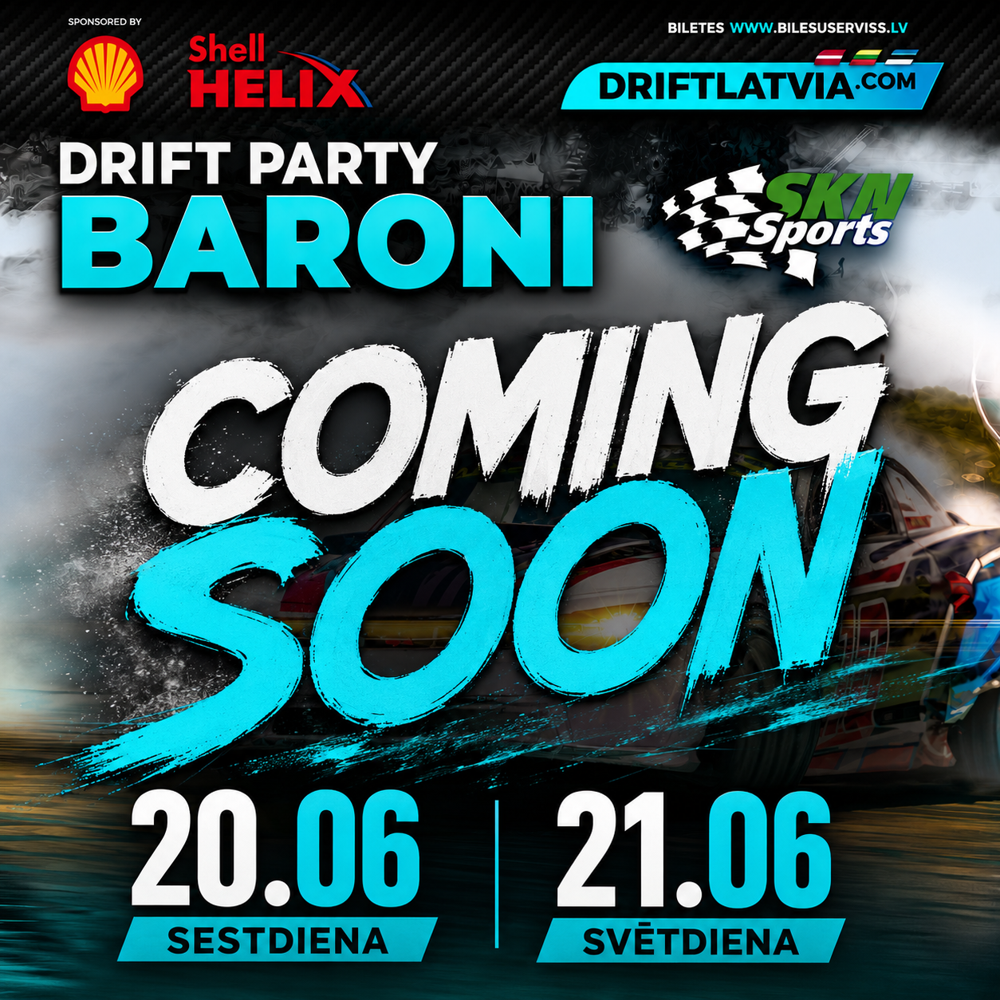 SPONSORED BY
Shell
HELIX
BILETES WWW.BILESUSERVISS.LV
DRIFTLATVIA.COM
DRIFT PARTY
BARONI
SKN
Sports
COMING
SOON
20.06
SESTDIENA
21.06
SVĒTDIENA